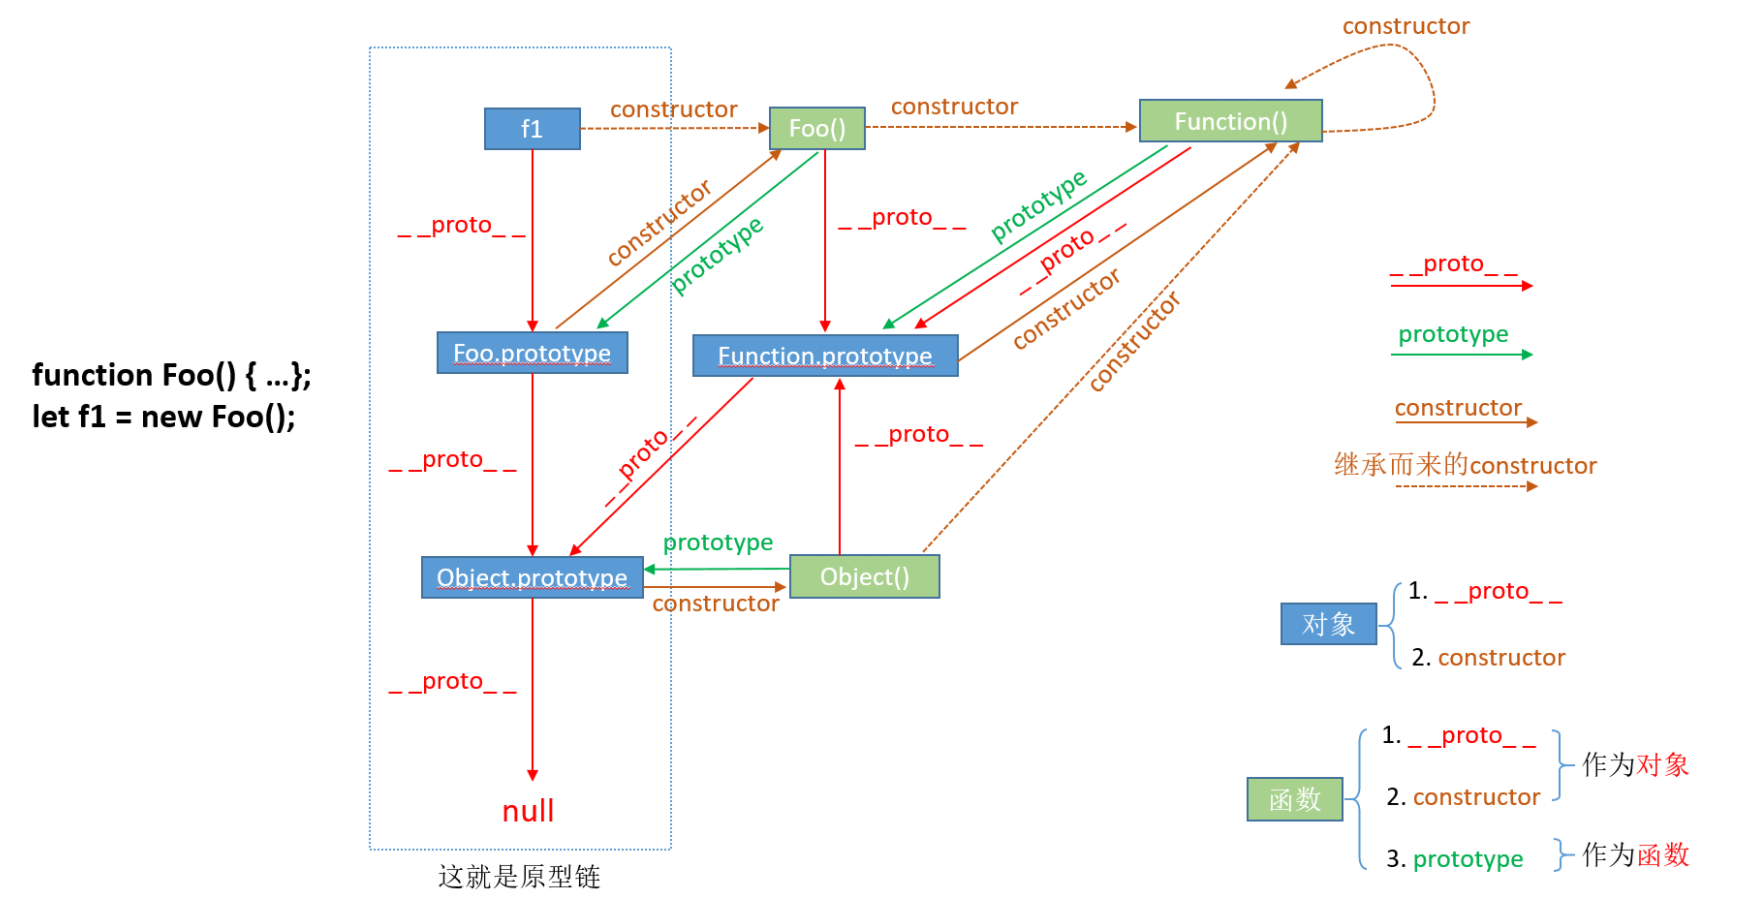 constructor
f1
constructor
Foo()
constructor
Function()
__proto__
constructor
prototype
__proto__
prototype
__proto__
constructor
constructor
Foo.prototype
Function.prototype
function Foo() { ...};
let f1 = new Foo();
__proto__
__proto__
__proto__
prototype
Object.prototype
constructor
Object()
__proto__
null
这就是原型链
__proto__
prototype
constructor
继承而来的constructor
对象
1. __proto__
2. constructor
函数
1. __proto__
2. constructor
作为对象
3. prototype
作为函数